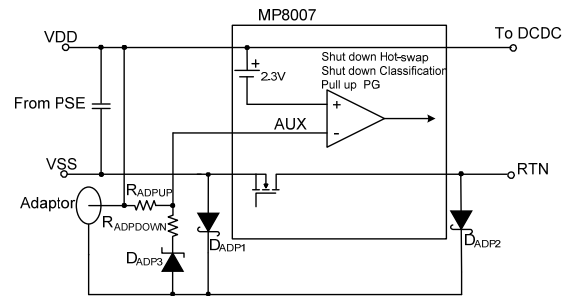 MP8007
VDD
To DCDC
+
2.3V
Shut down Hot-swap
Shut down Classification
Pull up PG
From PSE
+
AUX
-
VSS
RTN
Adaptor
RADPUP
RADPDOWN
DADP1
DADP2
DADP3